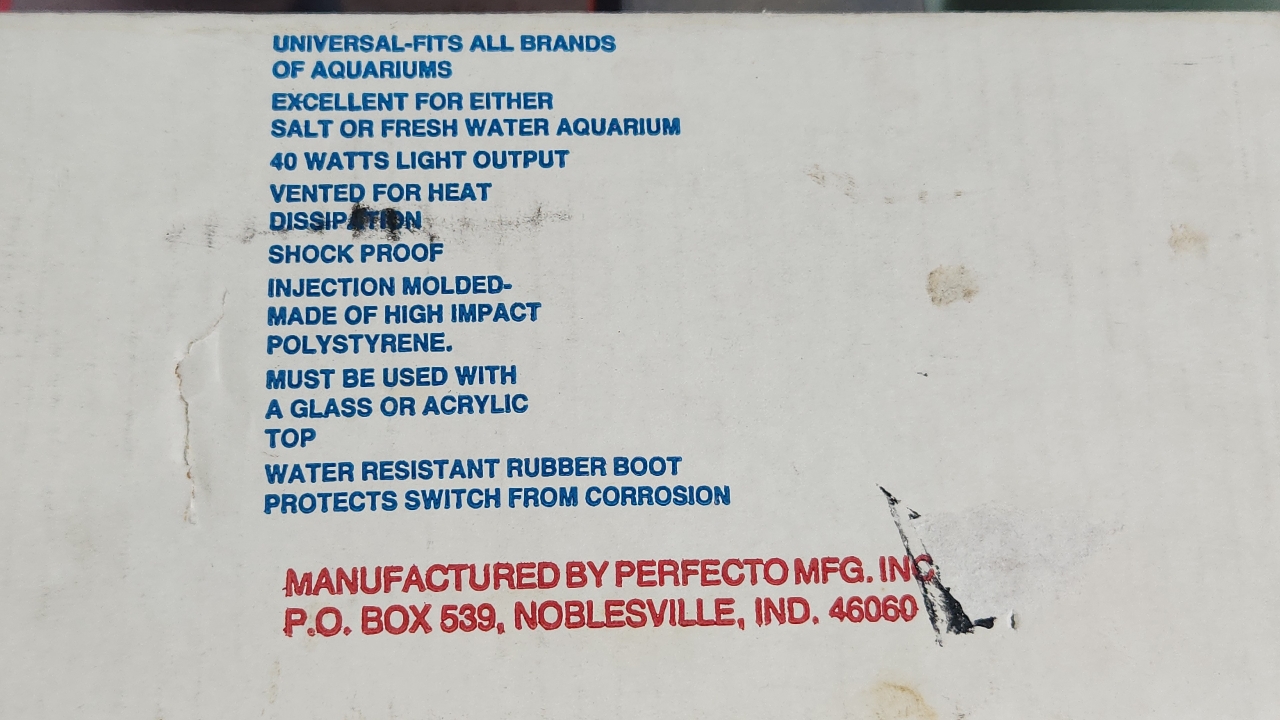 UNIVERSAL-FITS ALL BRANDS
OF AQUARIUMS
EXCELLENT FOR EITHER
SALT OR FRESH WATER AQUARIUM
40 WATTS LIGHT OUTPUT
VENTED FOR HEAT
DISSIPATION
SHOCK PROOF
INJECTION MOLDED-
MADE OF HIGH IMPACT
POLYSTYRENE.
MUST BE USED WITH
A GLASS OR ACRYLIC
TOP
WATER RESISTANT RUBBER BOOT
PROTECTS SWITCH FROM CORROSION
MANUFACTURED BY PERFECTO MFG. INC
P.O. BOX 539, NOBLESVILLE, IND. 46060